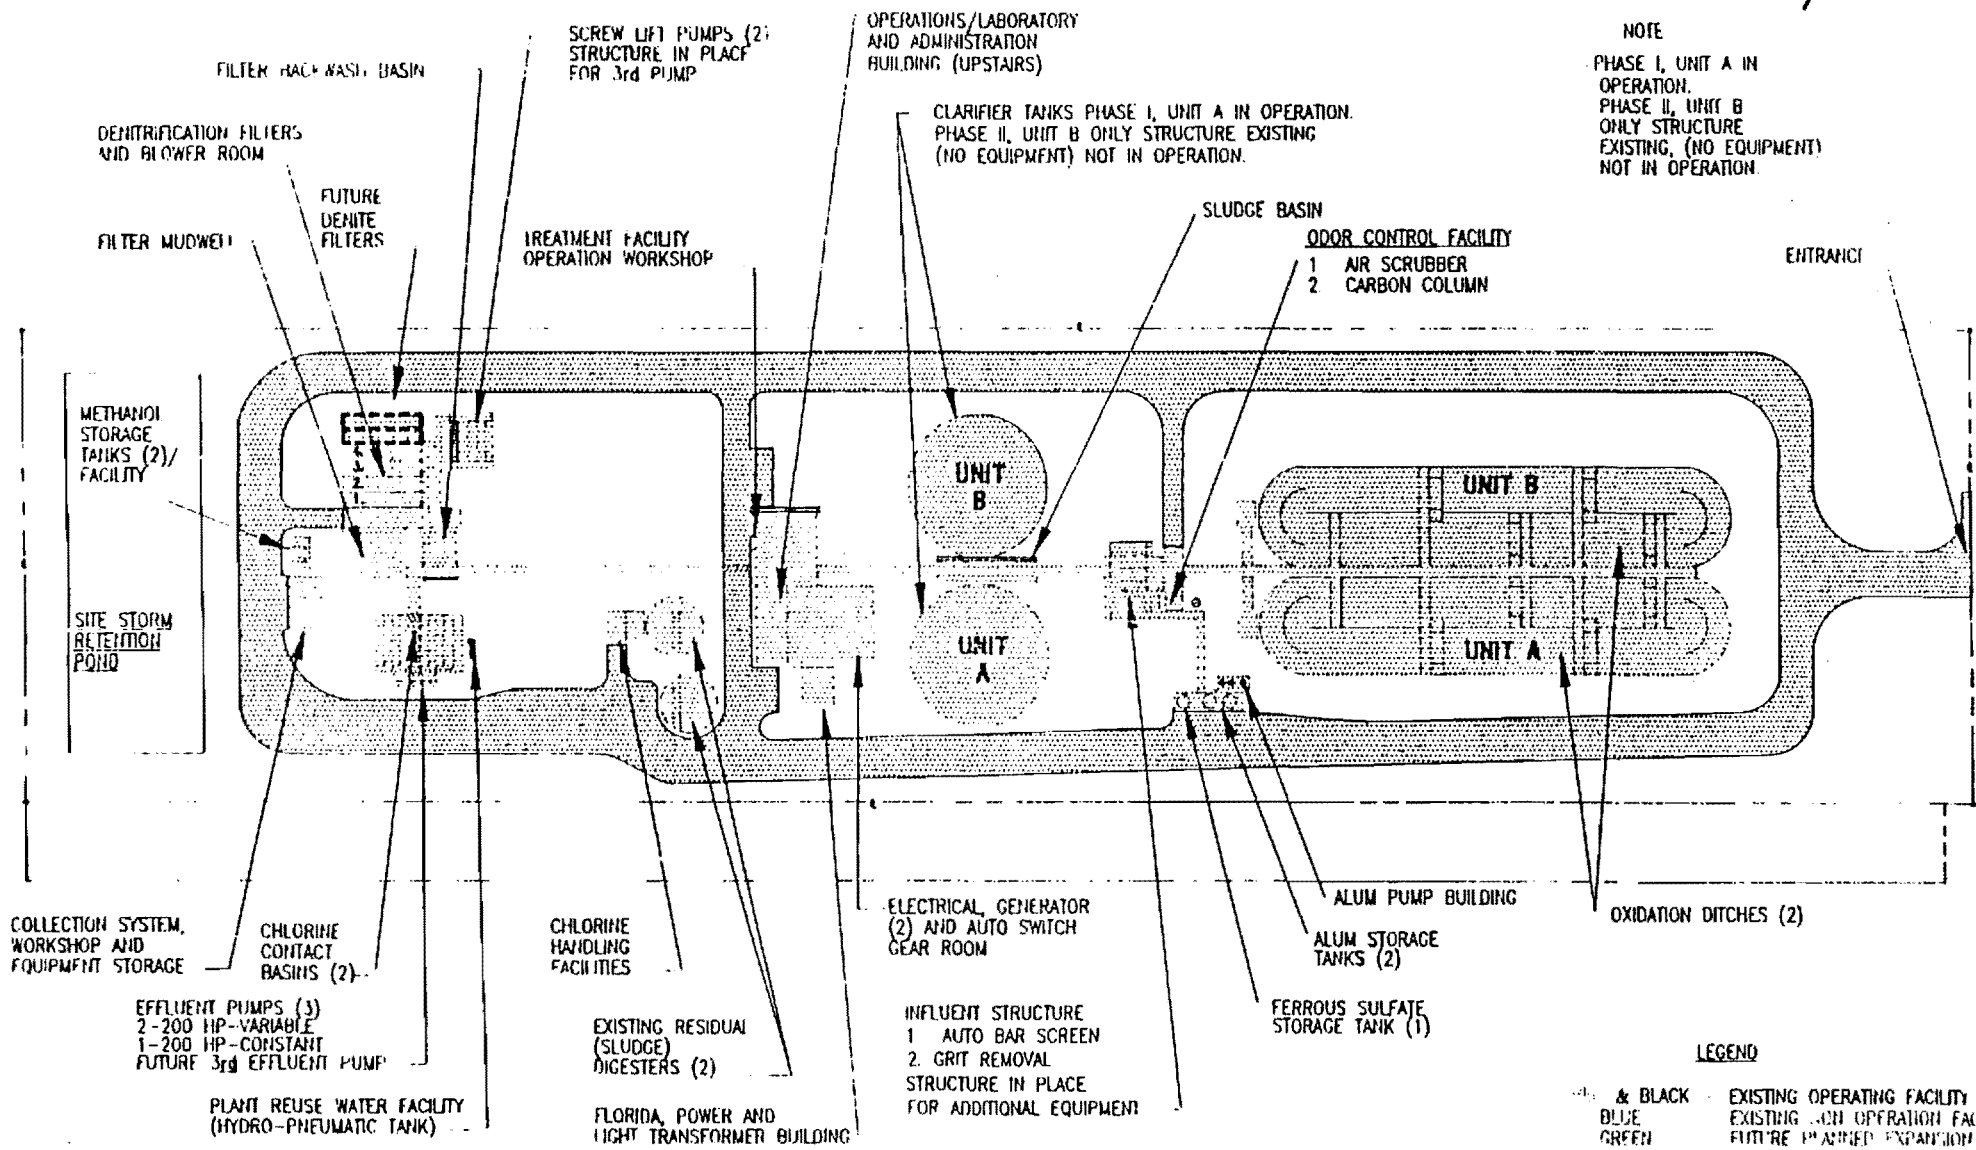 SCREW LIFT PUMPS (2)
STRUCTURE IN PLACE
FOR 3rd PUMP
OPERATIONS/LABORATORY
AND ADMINISTRATION
BUILDING (UPSTAIRS)
NOTE
PHASE I, UNIT A IN
OPERATION.
PHASE II, UNIT B
ONLY STRUCTURE
EXISTING, (NO EQUIPMENT)
NOT IN OPERATION.
FILTER BACKWASH BASIN
CLARIFIER TANKS PHASE I, UNIT A IN OPERATION.
PHASE II, UNIT B ONLY STRUCTURE EXISTING
(NO EQUIPMENT) NOT IN OPERATION.
DENITRIFICATION FILTERS
AND BLOWER ROOM
FUTURE
DENITE
FILTERS
FILTER MUDWELL
TREATMENT FACILITY
OPERATION WORKSHOP
SLUDGE BASIN
ODOR CONTROL FACILITY
1 AIR SCRUBBER
2. CARBON COLUMN
ENTRANCE
METHANOL
STORAGE
TANKS (2)/
FACILITY
UNIT
B
UNIT B
SITE STORM
RETENTION
POND
UNIT
A
UNIT A
COLLECTION SYSTEM,
WORKSHOP AND
EQUIPMENT STORAGE
CHLORINE
CONTACT
BASINS (2)
CHLORINE
HANDLING
FACILITIES
ELECTRICAL, GENERATOR
(2) AND AUTO SWITCH
GEAR ROOM
ALUM PUMP BUILDING
OXIDATION DITCHES (2)
ALUM STORAGE
TANKS (2)
EFFLUENT PUMPS (3)
2-200 HP-VARIABLE
1-200 HP-CONSTANT
FUTURE 3rd EFFLUENT PUMP
EXISTING RESIDUAL
(SLUDGE)
DIGESTERS (2)
INFLUENT STRUCTURE
1 AUTO BAR SCREEN
2. GRIT REMOVAL
STRUCTURE IN PLACE
FOR ADDITIONAL EQUIPMENT
FERROUS SULFATE
STORAGE TANK (1)
PLANT REUSE WATER FACILITY
(HYDRO-PNEUMATIC TANK)
FLORIDA, POWER AND
LIGHT TRANSFORMER BUILDING
LEGEND
& BLACK - EXISTING OPERATING FACILITY
BLUE EXISTING OPERATION
GREEN FUTURE PLANNED EXPANSION